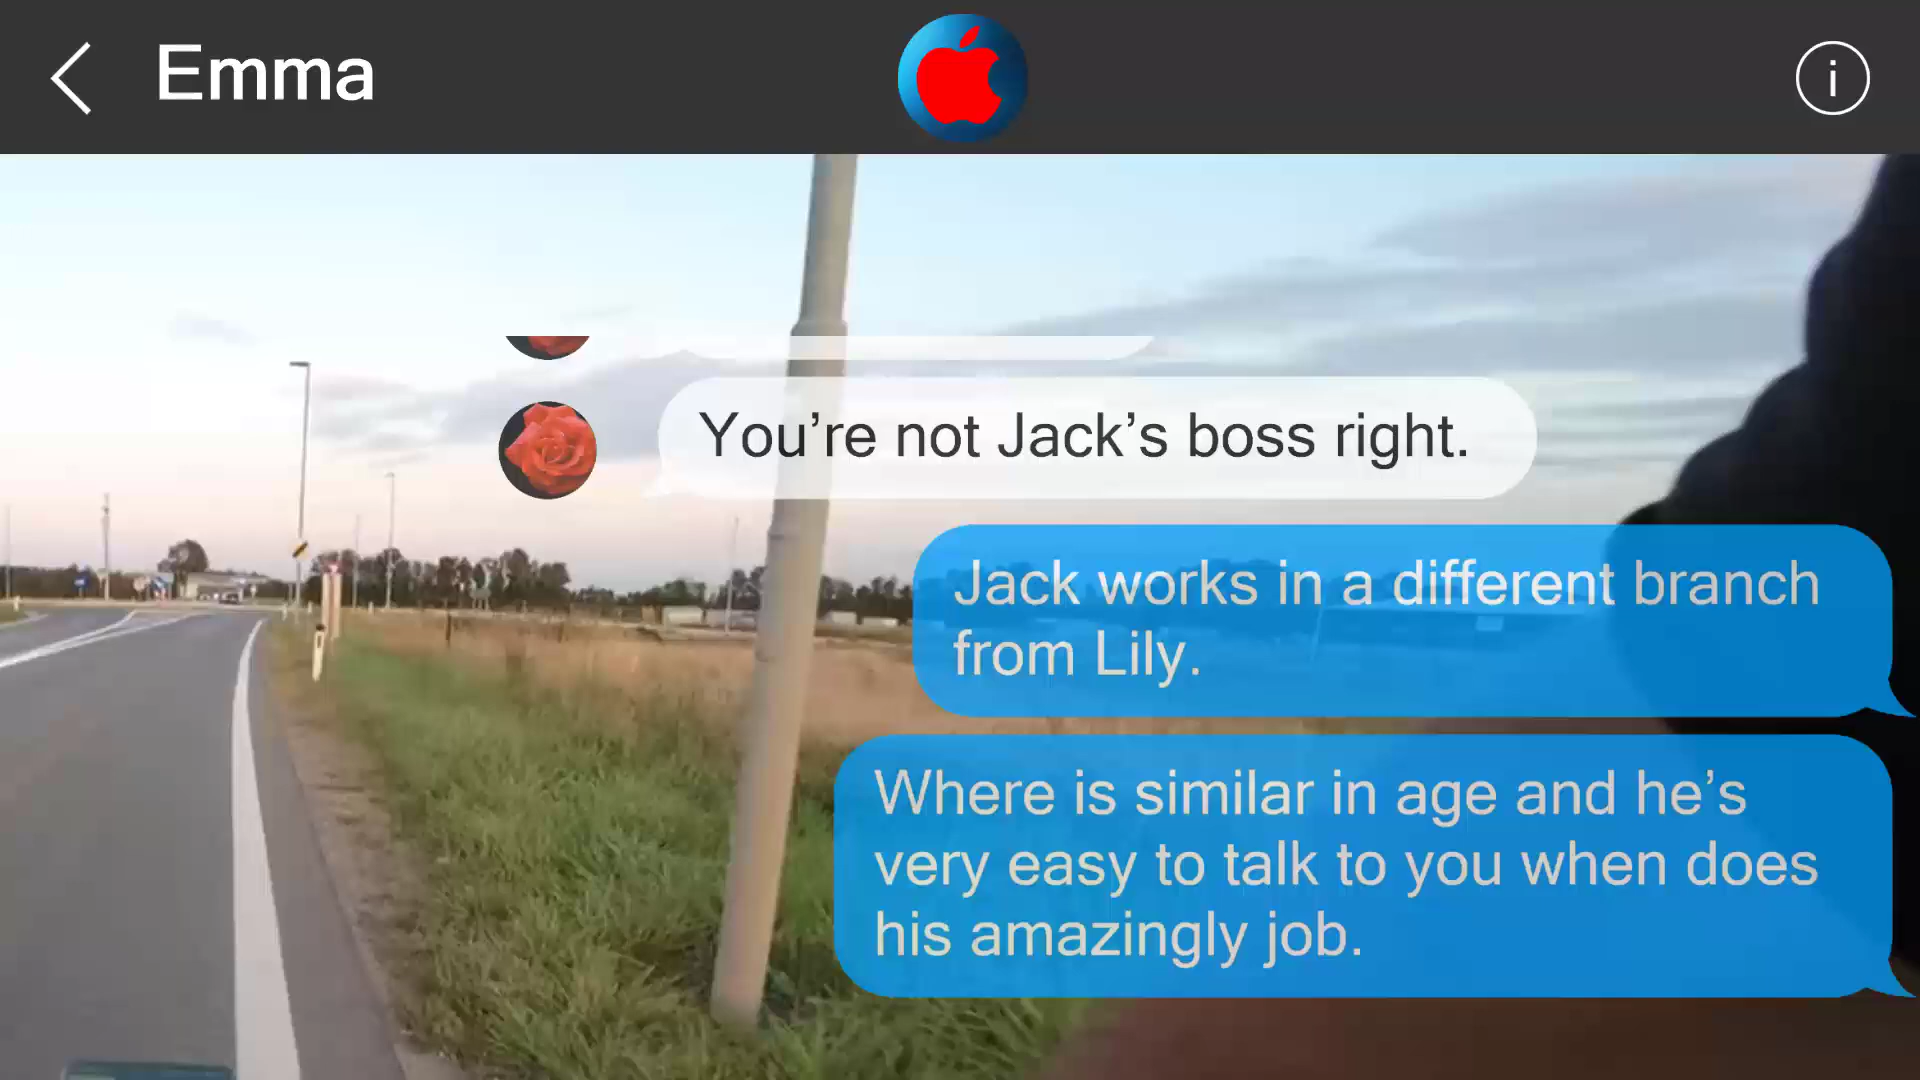 Emma
i
You’re not Jack’s boss right.
Jack works in a different branch
from Lily.
Where is similar in age and he’s
very easy to talk to you when does
his amazingly job.